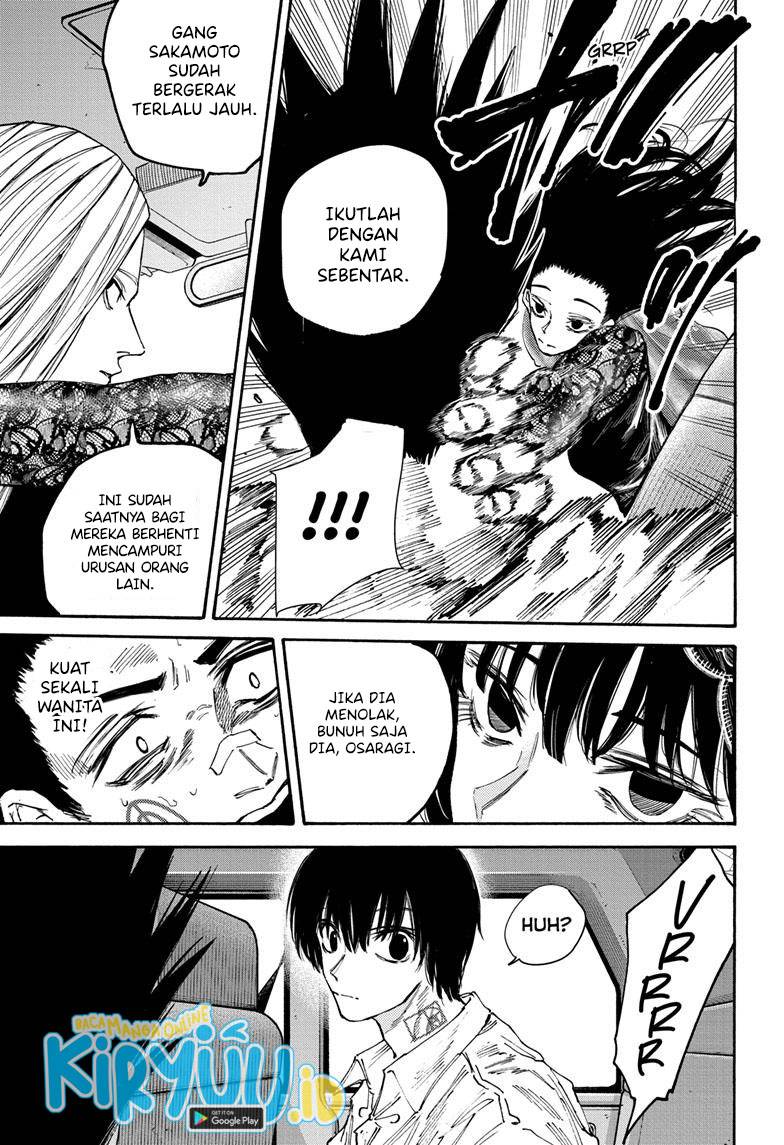 GRRP
IKUTLAH
DENGAN
KAMI
SEBENTAR.
!!!
GANG
SAKAMOTO
SUDAH
BERGERAK
TERLALU JAUH.
INI SUDAH
SAATNYA BAGI
MEREKA BERHENTI
MENCAMPURI
URUSAN ORANG
LAIN.
JIKA DIA
MENOLAK,
BUNUH SAJA
DIA, OSARAGI.
KUAT
SEKALI
WANITA
INI!
VRRRR
HUH?
BACA MANGA ONLINE
KIRYUU.iD
GET IT ON
Google Play